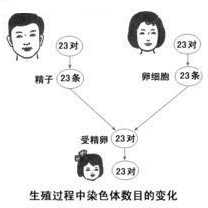 23对 23对
精子 23条 卵细胞 23条
受精卵 23对
23对
生殖过程中染色体数目的变化